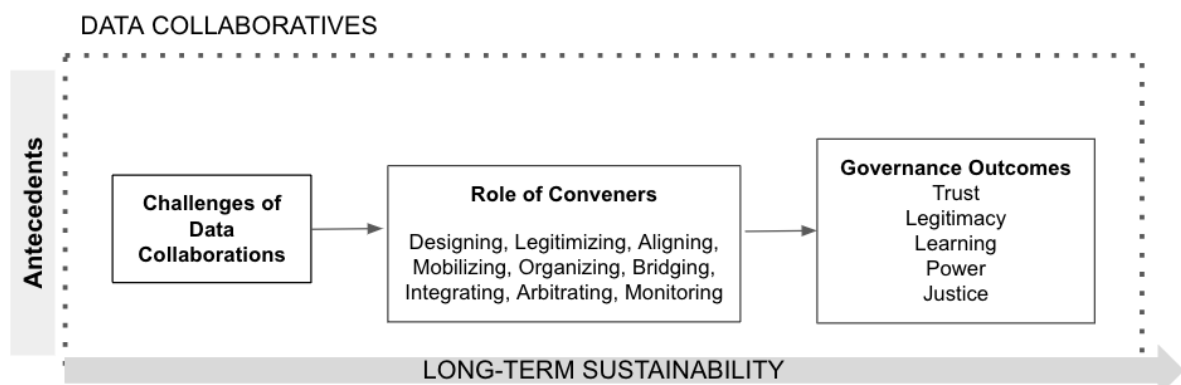 DATA COLLABORATIVES
Antecedents
Challenges of
Data
Collaborations
Role of Conveners
Designing, Legitimizing, Aligning,
Mobilizing, Organizing, Bridging,
Integrating, Arbitrating, Monitoring
Governance Outcomes
Trust
Legitimacy
Learning
Power
Justice
LONG-TERM SUSTAINABILITY